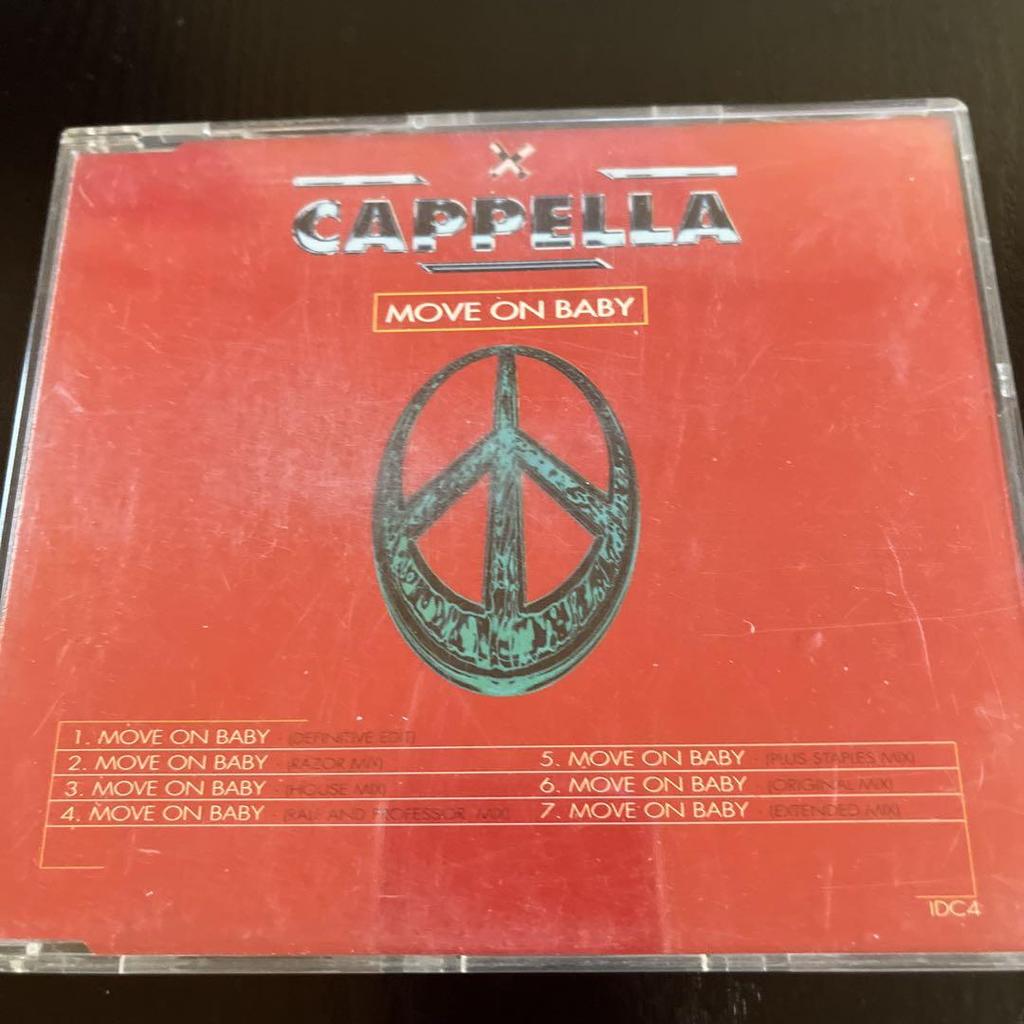 CAPPELLA
MOVE ON BABY
1. MOVE ON BABY - (DEFINITIVE EDIT)
2. MOVE ON BABY - (RAZOR MIX)
3. MOVE ON BABY - (HOUSE MIX)
4. MOVE ON BABY - (RAF AND PROFESSOR MIX)
5. MOVE ON BABY - (PLUS STAPLES MIX)
6. MOVE ON BABY - (ORIGINAL MIX)
7. MOVE ON BABY - (EXTENDED MIX)
IDC4